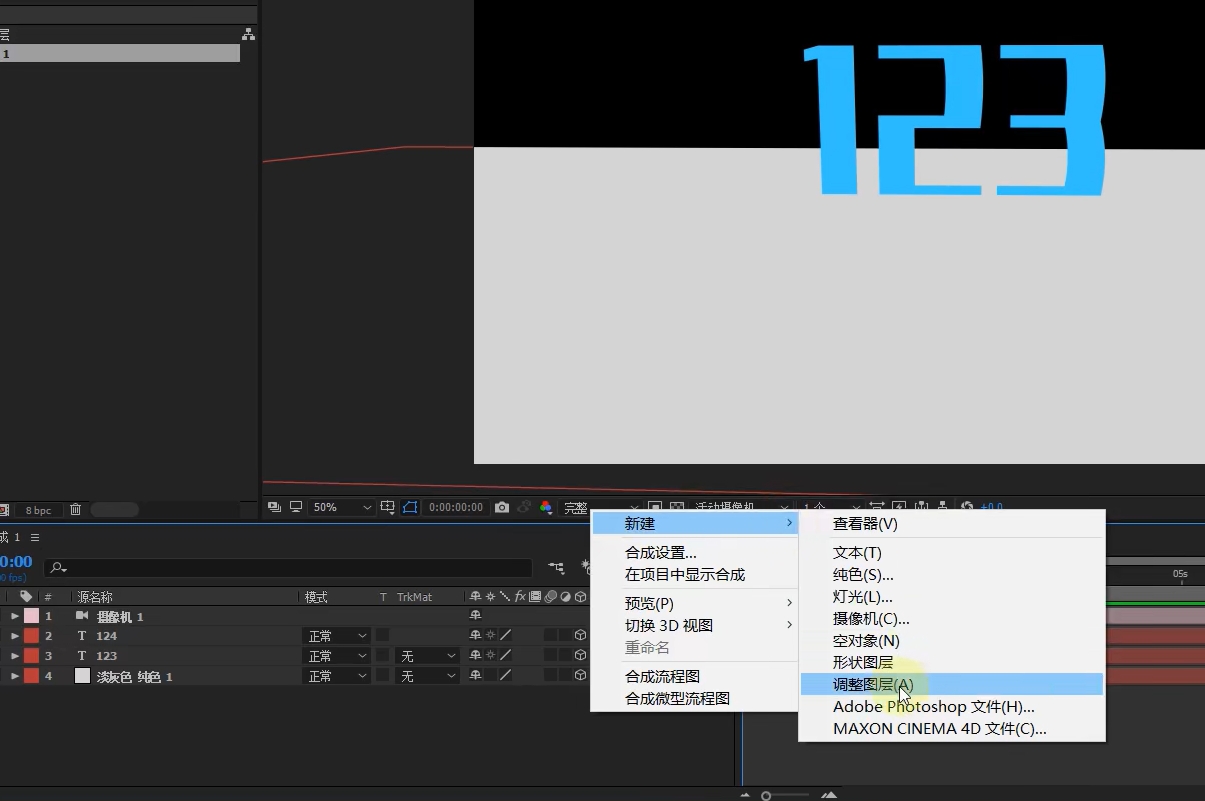 层
1
123
8 bpc
50%
0:00:00:00
完整
活动摄像机
1 个
+0.0
成 1
0:00
0 fps)
05s
#
源名称
模式
T TrkMat
fx
1 摄像机 1
2 T 124 正常
3 T 123 正常 无
4 淡灰色 纯色 1 正常 无
新建
合成设置...
在项目中显示合成
预览(P)
切换 3D 视图
重命名
合成流程图
合成微型流程图
查看器(V)
文本(T)
纯色(S)...
灯光(L)...
摄像机(C)...
空对象(N)
形状图层
调整图层(A)
Adobe Photoshop 文件(H)...
MAXON CINEMA 4D 文件(C)...